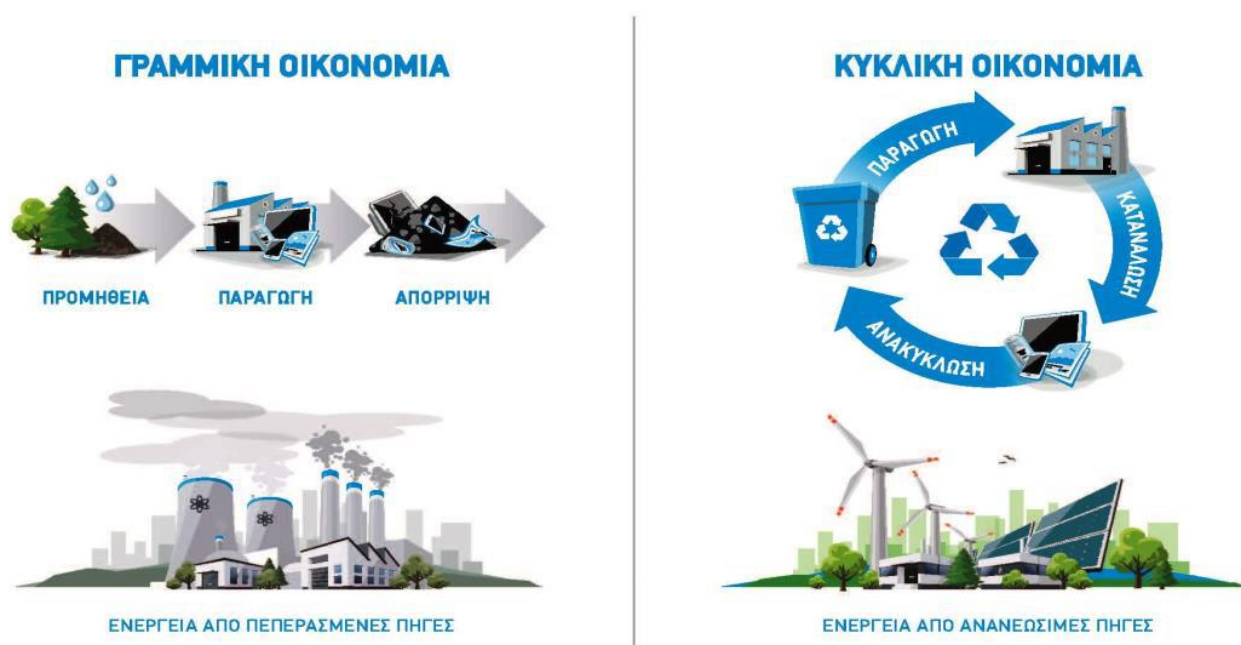 ΓΡΑΜΜΙΚΗ ΟΙΚΟΝΟΜΙΑ
ΠΡΟΜΗΘΕΙΑ
ΠΑΡΑΓΩΓΗ
ΑΠΟΡΡΙΨΗ
ΕΝΕΡΓΕΙΑ ΑΠΟ ΠΕΠΕΡΑΣΜΕΝΕΣ ΠΗΓΕΣ
ΚΥΚΛΙΚΗ ΟΙΚΟΝΟΜΙΑ
ΠΑΡΑΓΩΓΗ
ΚΑΤΑΝΑΛΩΣΗ
ΑΝΑΚΥΚΛΩΣΗ
ΕΝΕΡΓΕΙΑ ΑΠΟ ΑΝΑΝΕΩΣΙΜΕΣ ΠΗΓΕΣ